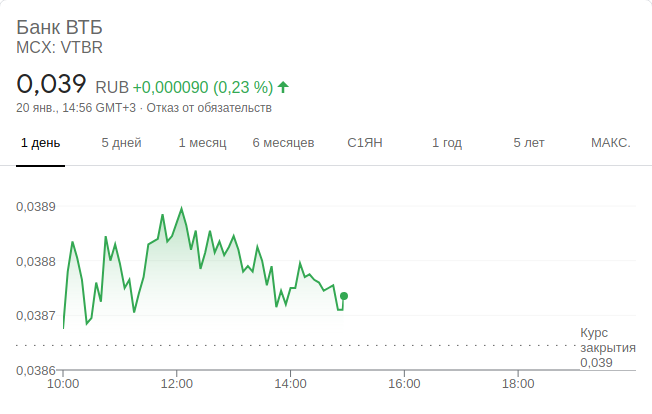 Банк ВТБ
MCX: VTBR
0,039 RUB +0,000090 (0,23 %)
20 янв., 14:56 GMT+3 · Отказ от обязательств
1 день 5 дней 1 месяц 6 месяцев С1ЯН 1 год 5 лет МАКС.
0,0389
0,0388
0,0387
0,0386
Курс
закрытия
0,039
10:00 12:00 14:00 16:00 18:00